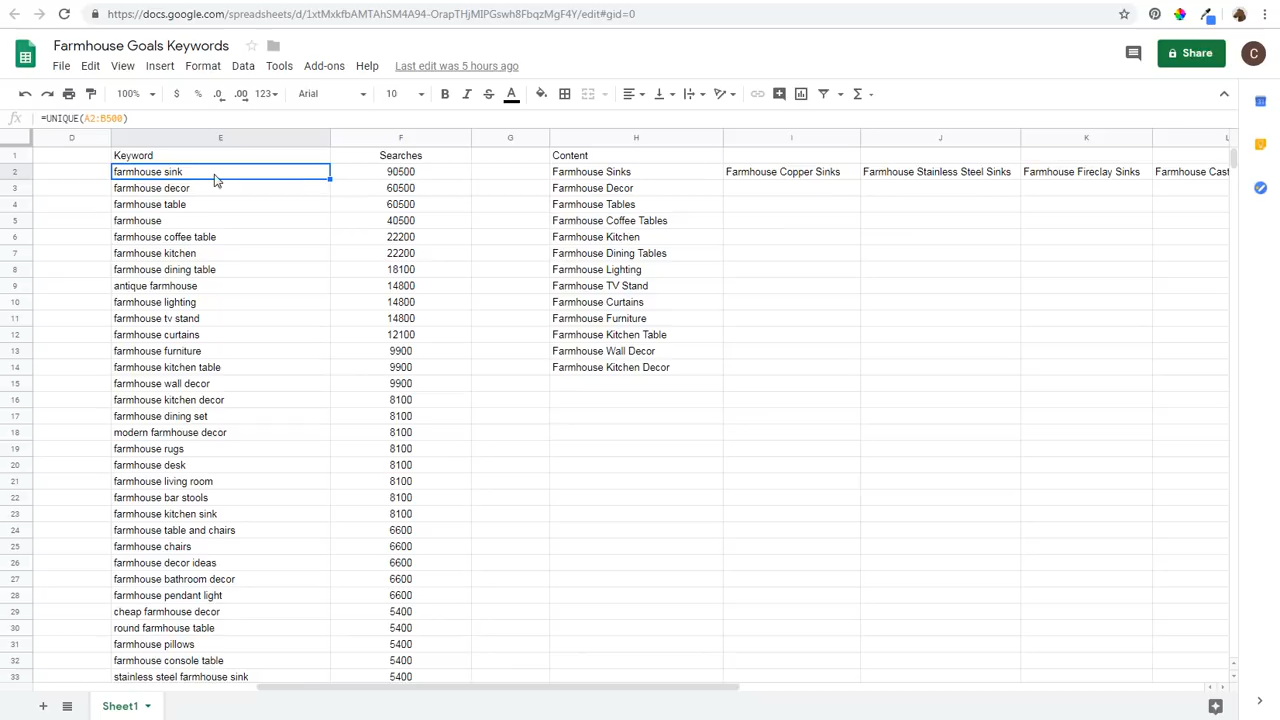 https://docs.google.com/spreadsheets/d/1xtMxkfbAMTAhSM4A94-OrapTHjMlPGswh8FbqzMgF4Y/edit#gid=0
Farmhouse Goals Keywords
File Edit View Insert Format Data Tools Add-ons Help Last edit was 5 hours ago
Share C
100% $ % .0 .00 123 Arial 10 B I S A
fx =UNIQUE(A2:B500)
D E F G H I J K L
1 Keyword Searches Content
2 farmhouse sink 90500 Farmhouse Sinks Farmhouse Copper Sinks Farmhouse Stainless Steel Sinks Farmhouse Fireclay Sinks Farmhouse Cast
3 farmhouse decor 60500 Farmhouse Decor
4 farmhouse table 60500 Farmhouse Tables
5 farmhouse 40500 Farmhouse Coffee Tables
6 farmhouse coffee table 22200 Farmhouse Kitchen
7 farmhouse kitchen 22200 Farmhouse Dining Tables
8 farmhouse dining table 18100 Farmhouse Lighting
9 antique farmhouse 14800 Farmhouse TV Stand
10 farmhouse lighting 14800 Farmhouse Curtains
11 farmhouse tv stand 14800 Farmhouse Furniture
12 farmhouse curtains 12100 Farmhouse Kitchen Table
13 farmhouse furniture 9900 Farmhouse Wall Decor
14 farmhouse kitchen table 9900 Farmhouse Kitchen Decor
15 farmhouse wall decor 9900
16 farmhouse kitchen decor 8100
17 farmhouse dining set 8100
18 modern farmhouse decor 8100
19 farmhouse rugs 8100
20 farmhouse desk 8100
21 farmhouse living room 8100
22 farmhouse bar stools 8100
23 farmhouse kitchen sink 8100
24 farmhouse table and chairs 6600
25 farmhouse chairs 6600
26 farmhouse decor ideas 6600
27 farmhouse bathroom decor 6600
28 farmhouse pendant light 6600
29 cheap farmhouse decor 5400
30 round farmhouse table 5400
31 farmhouse pillows 5400
32 farmhouse console table 5400
33 stainless steel farmhouse sink 5400
Sheet1